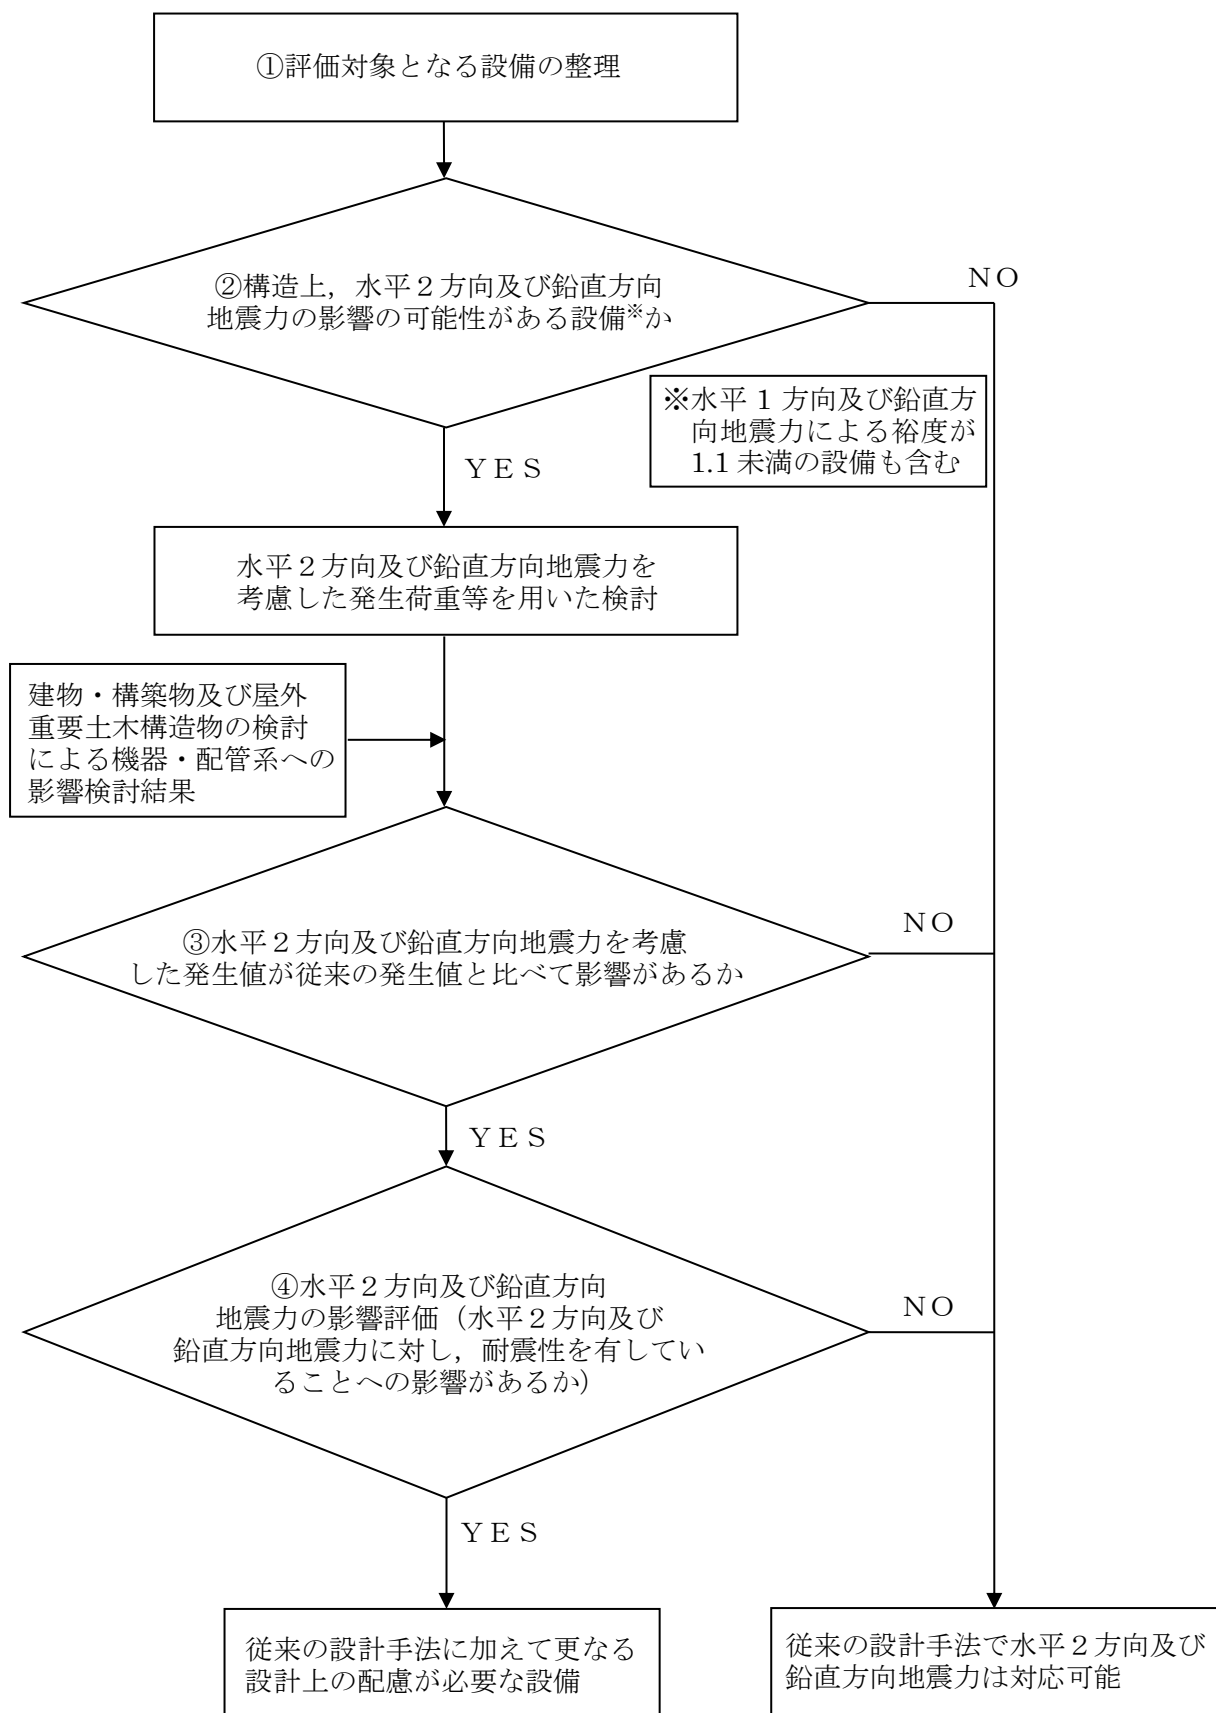 ①評価対象となる設備の整理
②構造上，水平２方向及び鉛直方向
地震力の影響の可能性がある設備※か
ＮＯ
※水平 1 方向及び鉛直方
向地震力による裕度が
1.1 未満の設備も含む
ＹＥＳ
水平２方向及び鉛直方向地震力を
考慮した発生荷重等を用いた検討
建物・構築物及び屋外
重要土木構造物の検討
による機器・配管系への
影響検討結果
③水平２方向及び鉛直方向地震力を考慮
した発生値が従来の発生値と比べて影響があるか
ＮＯ
ＹＥＳ
④水平２方向及び鉛直方向
地震力の影響評価（水平２方向及び
鉛直方向地震力に対し，耐震性を有してい
ることへの影響があるか）
ＮＯ
ＹＥＳ
従来の設計手法に加えて更なる
設計上の配慮が必要な設備
従来の設計手法で水平２方向及び
鉛直方向地震力は対応可能